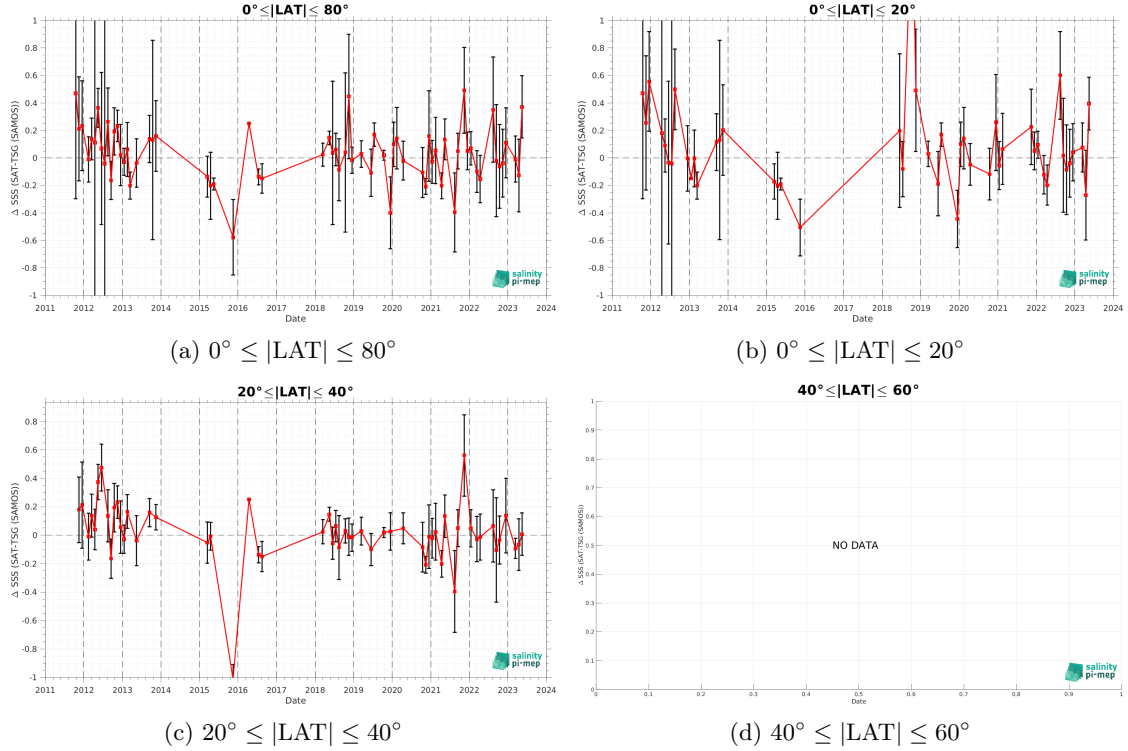 0°≤|LAT|≤ 80°
Δ SSS (SAT-TSG (SAMOS))
1
0.8
0.6
0.4
0.2
0
-0.2
-0.4
-0.6
-0.8
-1
2011 2012 2013 2014 2015 2016 2017 2018 2019 2020 2021 2022 2023 2024
Date
salinity
pi-mep
(a) 0° ≤ |LAT| ≤ 80°
0°≤|LAT|≤ 20°
Δ SSS (SAT-TSG (SAMOS))
1
0.8
0.6
0.4
0.2
0
-0.2
-0.4
-0.6
-0.8
-1
2011 2012 2013 2014 2015 2016 2017 2018 2019 2020 2021 2022 2023 2024
Date
salinity
pi-mep
(b) 0° ≤ |LAT| ≤ 20°
20°≤|LAT|≤ 40°
Δ SSS (SAT-TSG (SAMOS))
0.8
0.6
0.4
0.2
0
-0.2
-0.4
-0.6
-0.8
-1
2011 2012 2013 2014 2015 2016 2017 2018 2019 2020 2021 2022 2023 2024
Date
salinity
pi-mep
(c) 20° ≤ |LAT| ≤ 40°
40°≤|LAT|≤ 60°
Δ SSS (SAT-TSG (SAMOS))
1
0.9
0.8
0.7
0.6
0.5
0.4
0.3
0.2
0.1
0
NO DATA
0 0.1 0.2 0.3 0.4 0.5 0.6 0.7 0.8 0.9 1
Date
salinity
pi-mep
(d) 40° ≤ |LAT| ≤ 60°